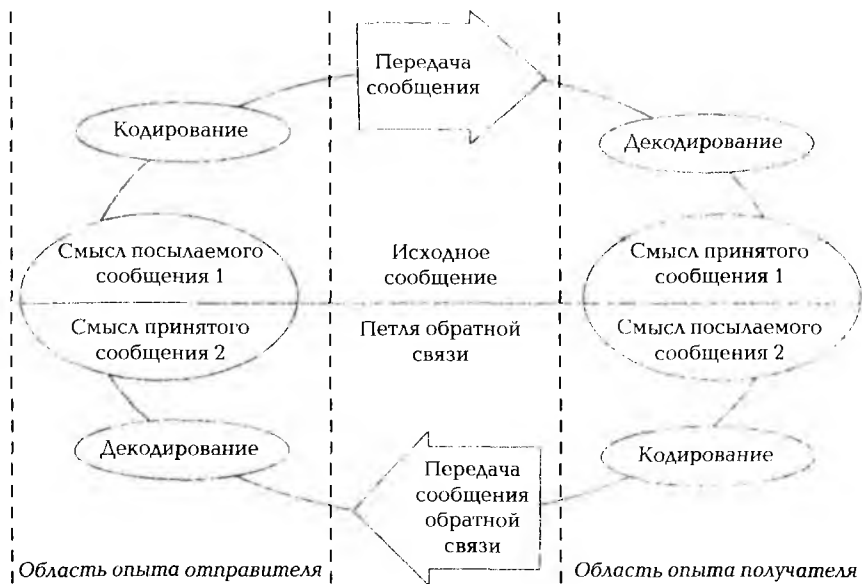 Передача
сообщения
Кодирование
Декодирование
Смысл посылаемого
сообщения 1
Исходное
сообщение
Смысл принятого
сообщения 1
Смысл принятого
сообщения 2
Петля обратной
связи
Смысл посылаемого
сообщения 2
Декодирование
Передача
сообщения
обратной
связи
Кодирование
Область опыта отправителя
Область опыта получателя